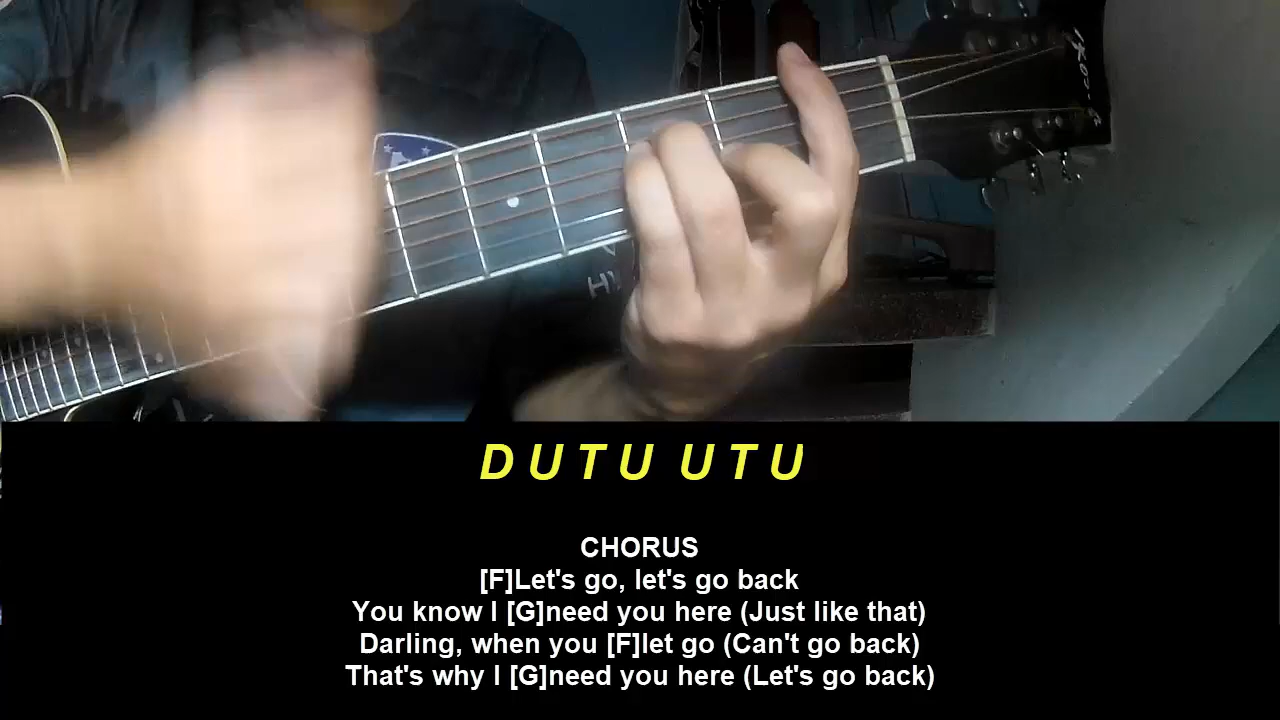 D U T U U T U
CHORUS
[F]Let's go, let's go back
You know I [G]need you here (Just like that)
Darling, when you [F]let go (Can't go back)
That's why I [G]need you here (Let's go back)